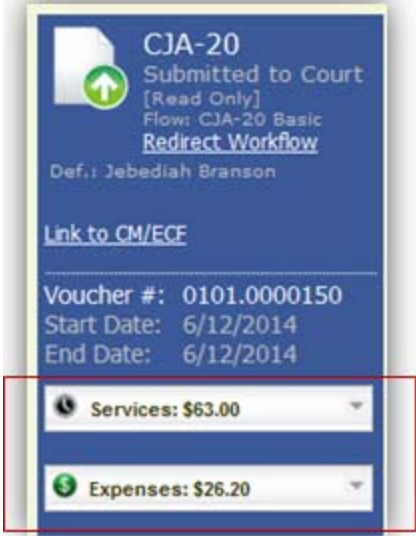 CJA-20
Submitted to Court
[Read Only]
Flow: CJA-20 Basic
Redirect Workflow
Def.: Jebediah Branson
Link to CM/ECF
Voucher #: 0101.0000150
Start Date: 6/12/2014
End Date: 6/12/2014
Services: $63.00
Expenses: $26.20